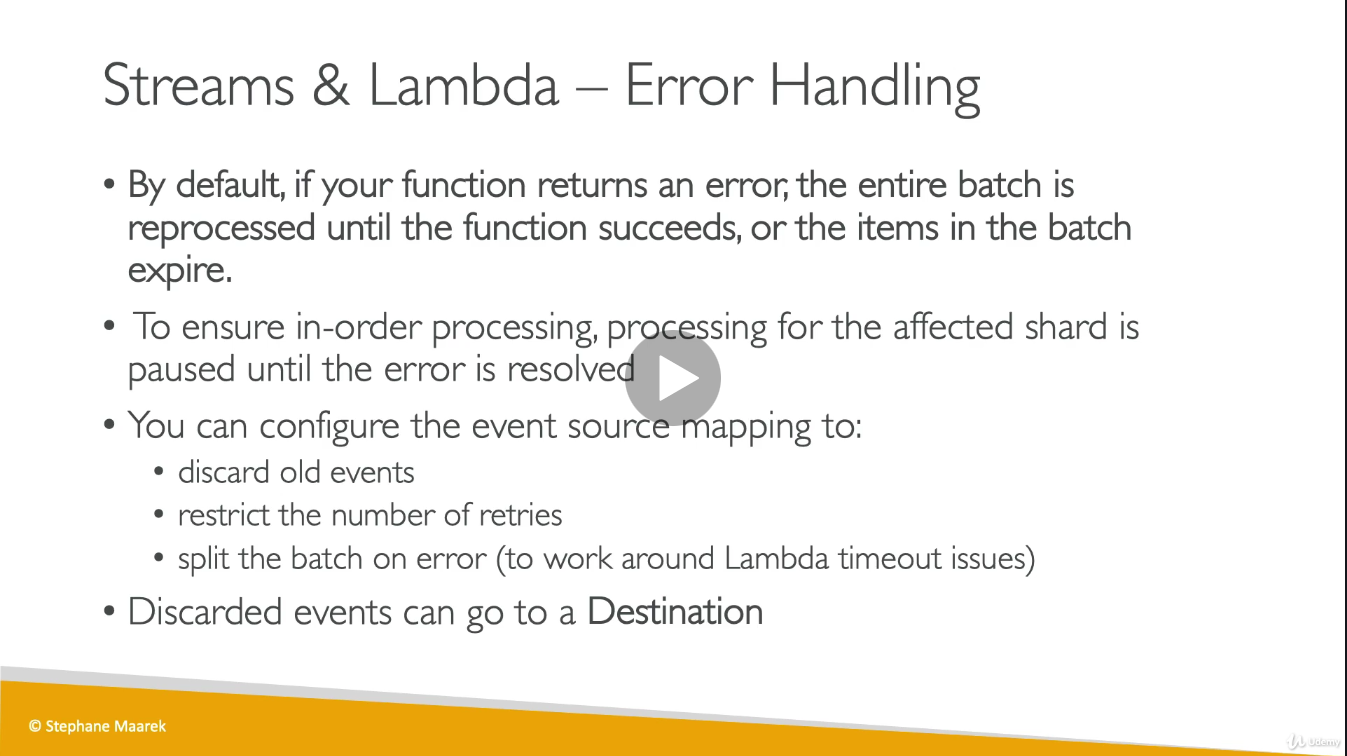 Streams & Lambda – Error Handling
• By default, if your function returns an error, the entire batch is
reprocessed until the function succeeds, or the items in the batch
expire.
• To ensure in-order processing, processing for the affected shard is
paused until the error is resolved
• You can configure the event source mapping to:
• discard old events
• restrict the number of retries
• split the batch on error (to work around Lambda timeout issues)
• Discarded events can go to a Destination
© Stephane Maarek
Udemy